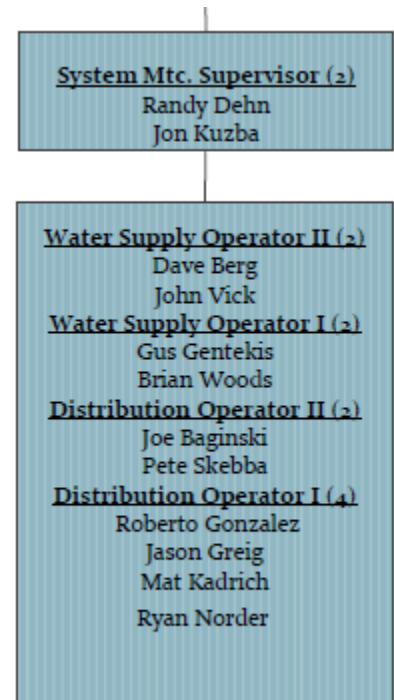 System Mtc. Supervisor (2)
Randy Dehn
Jon Kuzba
Water Supply Operator II (2)
Dave Berg
John Vick
Water Supply Operator I (2)
Gus Gentekis
Brian Woods
Distribution Operator II (2)
Joe Baginski
Pete Skebba
Distribution Operator I (4)
Roberto Gonzalez
Jason Greig
Mat Kadrich
Ryan Norder